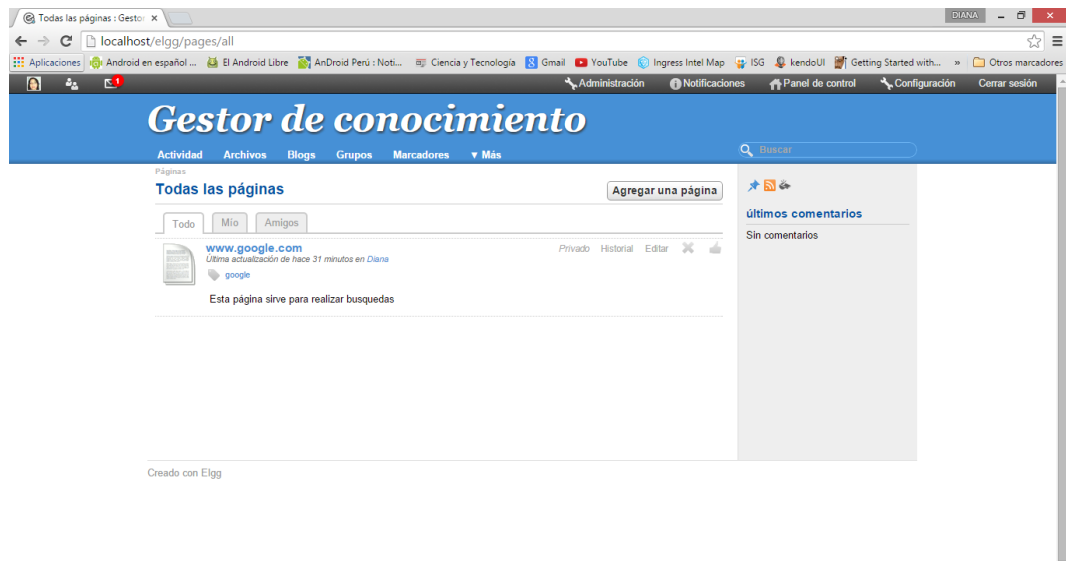 Todas las páginas : Gestor
DIANA
localhost/elgg/pages/all
Aplicaciones Android en español ... El Android Libre AnDroid Perú : Noti... Ciencia y Tecnología Gmail YouTube Ingress Intel Map ISG kendoUI Getting Started with... » Otros marcadores
1 Administración Notificaciones Panel de control Configuración Cerrar sesión
Gestor de conocimiento
Actividad Archivos Blogs Grupos Marcadores ▼ Más Buscar
Páginas
Todas las páginas Agregar una página
Todo Mío Amigos
www.google.com Privado Historial Editar
Última actualización de hace 31 minutos en Diana
google
Esta página sirve para realizar busquedas
últimos comentarios
Sin comentarios
Creado con Elgg